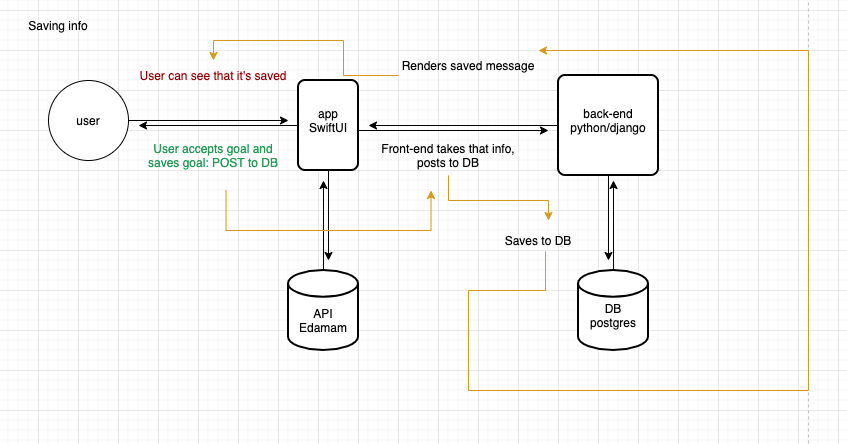 Saving info
Renders saved message
User can see that it's saved
user
app
SwiftUI
back-end
python/django
User accepts goal and
saves goal: POST to DB
Front-end takes that info,
posts to DB
Saves to DB
API
Edamam
DB
postgres